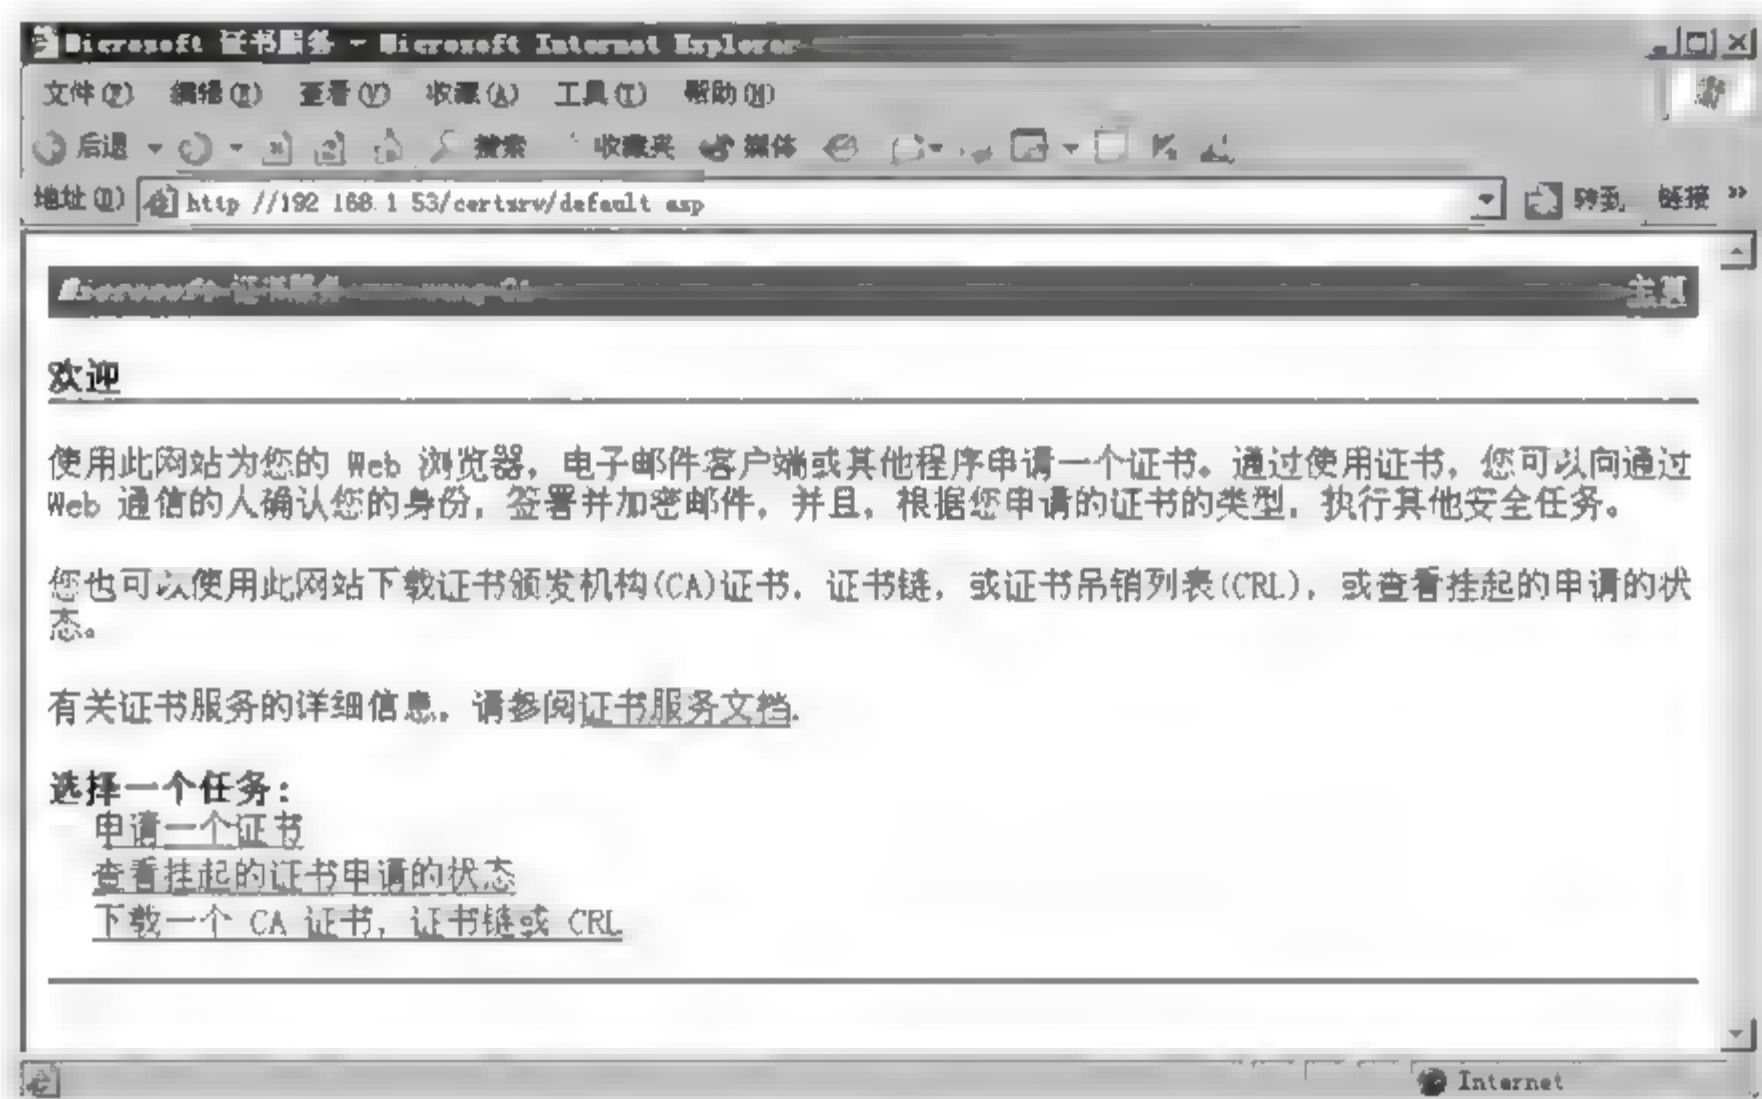 Microsoft 证书服务 - Microsoft Internet Explorer
文件(F) 编辑(E) 查看(V) 收藏(A) 工具(T) 帮助(H)
后退 搜索 收藏夹 媒体
地址(D) http //192 168.1 53/certsrv/default asp 转到 链接 »
Microsoft 证书服务 主页
欢迎
使用此网站为您的 Web 浏览器，电子邮件客户端或其他程序申请一个证书。通过使用证书，您可以向通过
Web 通信的人确认您的身份，签署并加密邮件，并且，根据您申请的证书的类型，执行其他安全任务。
您也可以使用此网站下载证书颁发机构(CA)证书，证书链，或证书吊销列表(CRL)，或查看挂起的申请的状
态。
有关证书服务的详细信息，请参阅证书服务文档.
选择一个任务：
申请一个证书
查看挂起的证书申请的状态
下载一个 CA 证书，证书链或 CRL
Internet